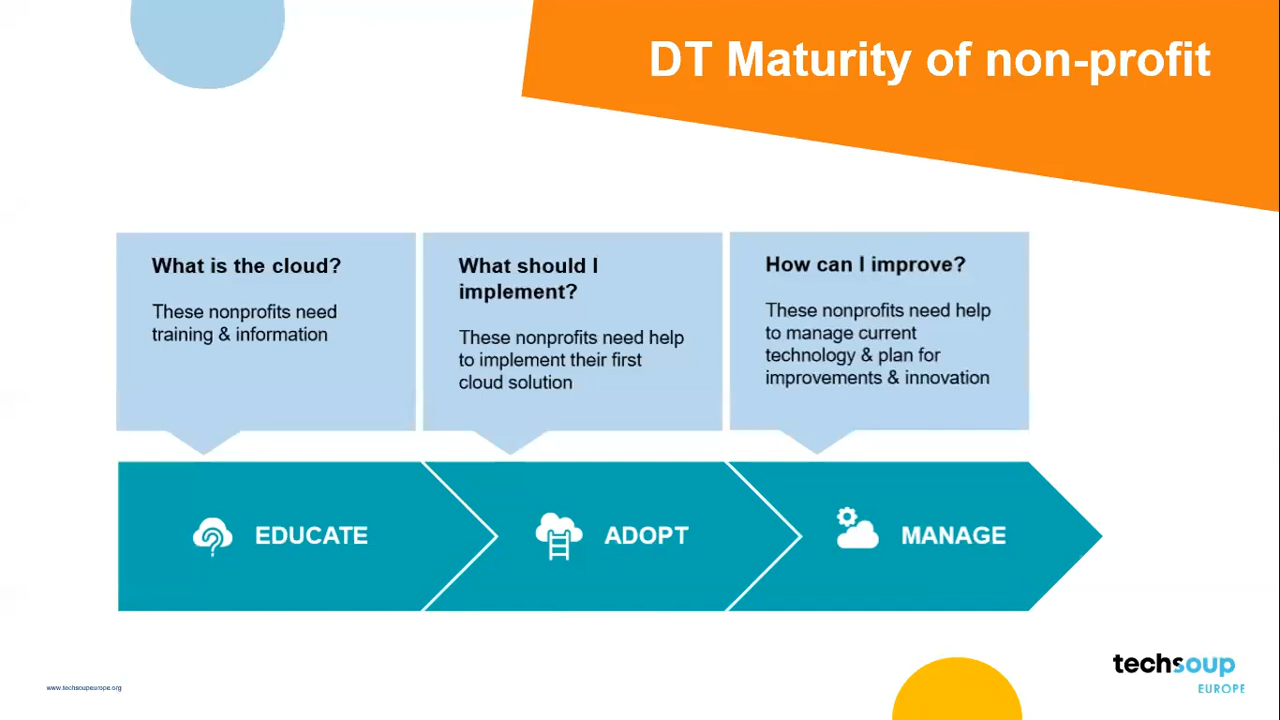 DT Maturity of non-profit
What is the cloud?
These nonprofits need
training & information
What should I
implement?
These nonprofits need help
to implement their first
cloud solution
How can I improve?
These nonprofits need help
to manage current
technology & plan for
improvements & innovation
EDUCATE
ADOPT
MANAGE
www.techsoupeurope.org
techsoup
EUROPE